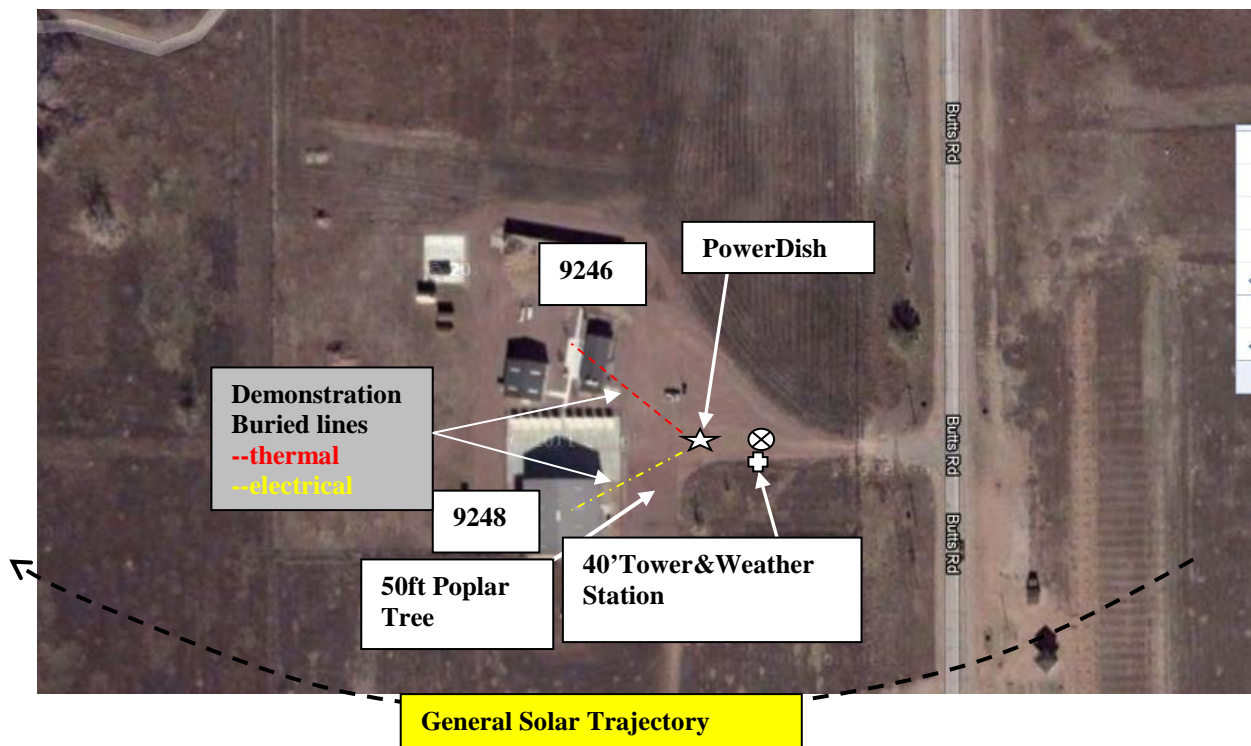 Butts Rd
PowerDish
9246
Demonstration
Buried lines
--thermal
--electrical
Butts Rd
9248
Butts Rd
50ft Poplar
Tree
40’Tower&Weather
Station
General Solar Trajectory